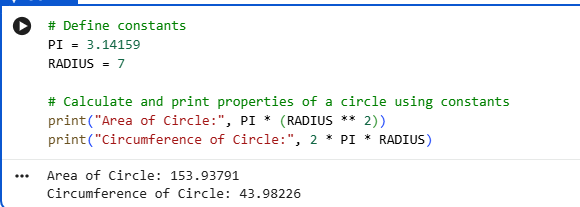 # Define constants
PI = 3.14159
RADIUS = 7
# Calculate and print properties of a circle using constants
print("Area of Circle:", PI * (RADIUS ** 2))
print("Circumference of Circle:", 2 * PI * RADIUS)
Area of Circle: 153.93791
Circumference of Circle: 43.98226